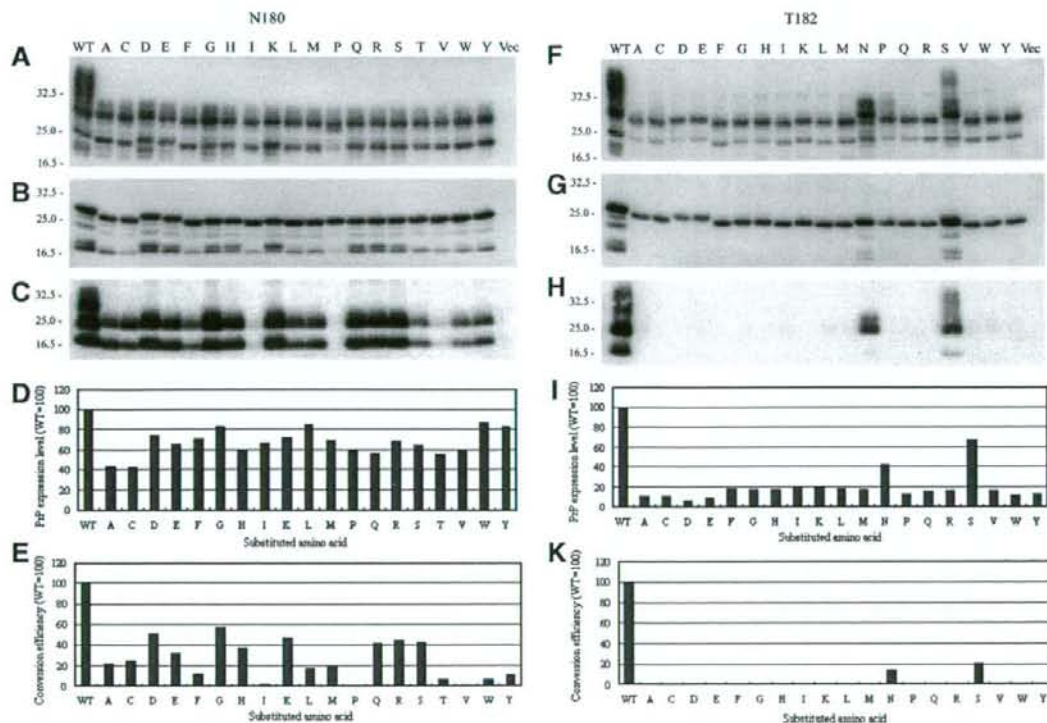 N180
WT A C D E F G H I K L M P Q R S T V W Y Vec
A
32.5 -
25.0 -
16.5 -
B
32.5 -
25.0 -
16.5 -
C
32.5 -
25.0 -
16.5 -
D
PrP expression level (WT=100)
120
100
80
60
40
20
0
WT A C D E F G H I K L M P Q R S T V W Y
Substituted amino acid
E
Conversion efficiency (WT=100)
120
100
80
60
40
20
0
WT A C D E F G H I K L M P Q R S T V W Y
Substituted amino acid
T182
WT A C D E F G H I K L M N P Q R S V W Y Vec
F
32.5 -
25.0 -
16.5 -
G
32.5 -
25.0 -
16.5 -
H
32.5 -
25.0 -
16.5 -
I
PrP expression level (WT=100)
120
100
80
60
40
20
0
WT A C D E F G H I K L M N P Q R S V W Y
Substituted amino acid
K
Conversion efficiency (WT=100)
120
100
80
60
40
20
0
WT A C D E F G H I K L M N P Q R S V W Y
Substituted amino acid